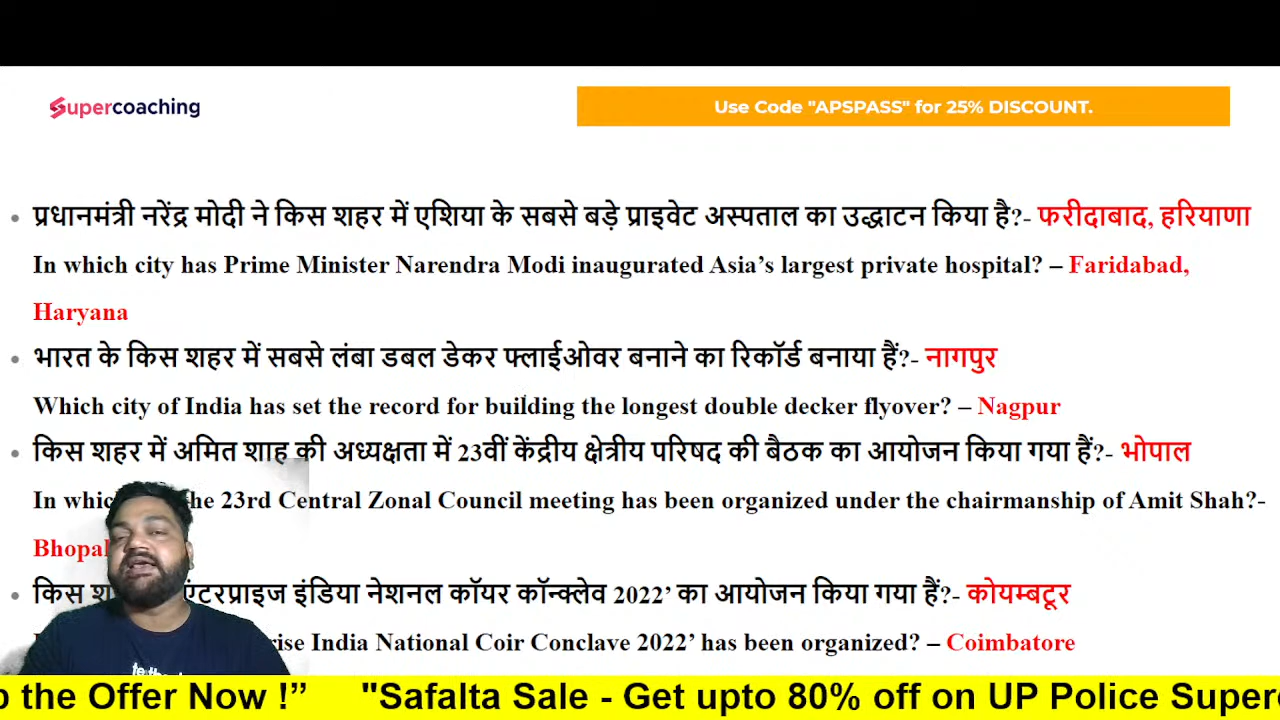 Supercoaching
Use Code "APSPASS" for 25% DISCOUNT.
• प्रधानमंत्री नरेंद्र मोदी ने किस शहर में एशिया के सबसे बड़े प्राइवेट अस्पताल का उद्घाटन किया है?- फरीदाबाद, हरियाणा
In which city has Prime Minister Narendra Modi inaugurated Asia’s largest private hospital? – Faridabad,
Haryana
• भारत के किस शहर में सबसे लंबा डबल डेकर फ्लाईओवर बनाने का रिकॉर्ड बनाया हैं?- नागपुर
Which city of India has set the record for building the longest double decker flyover? – Nagpur
• किस शहर में अमित शाह की अध्यक्षता में 23वीं केंद्रीय क्षेत्रीय परिषद की बैठक का आयोजन किया गया हैं?- भोपाल
In 23rd Central Zonal Council meeting has been organized under the chairmanship of Amit Shah?-
Bhopal
• किस एंटरप्राइज इंडिया नेशनल कॉयर कॉन्क्लेव 2022’ का आयोजन किया गया हैं?- कोयम्बटूर
India National Coir Conclave 2022’ has been organized? – Coimbatore
the Offer Now !” "Safalta Sale - Get upto 80% off on UP Police